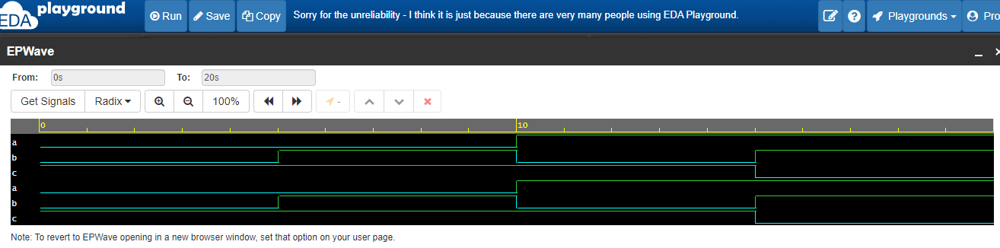 EDA playground
Run Save Copy Sorry for the unreliability - I think it is just because there are very many people using EDA Playground. Playgrounds Pro
EPWave
From: 0s To: 20s
Get Signals Radix 100% -
0 10
a
b
c
a
b
c
Note: To revert to EPWave opening in a new browser window, set that option on your user page.